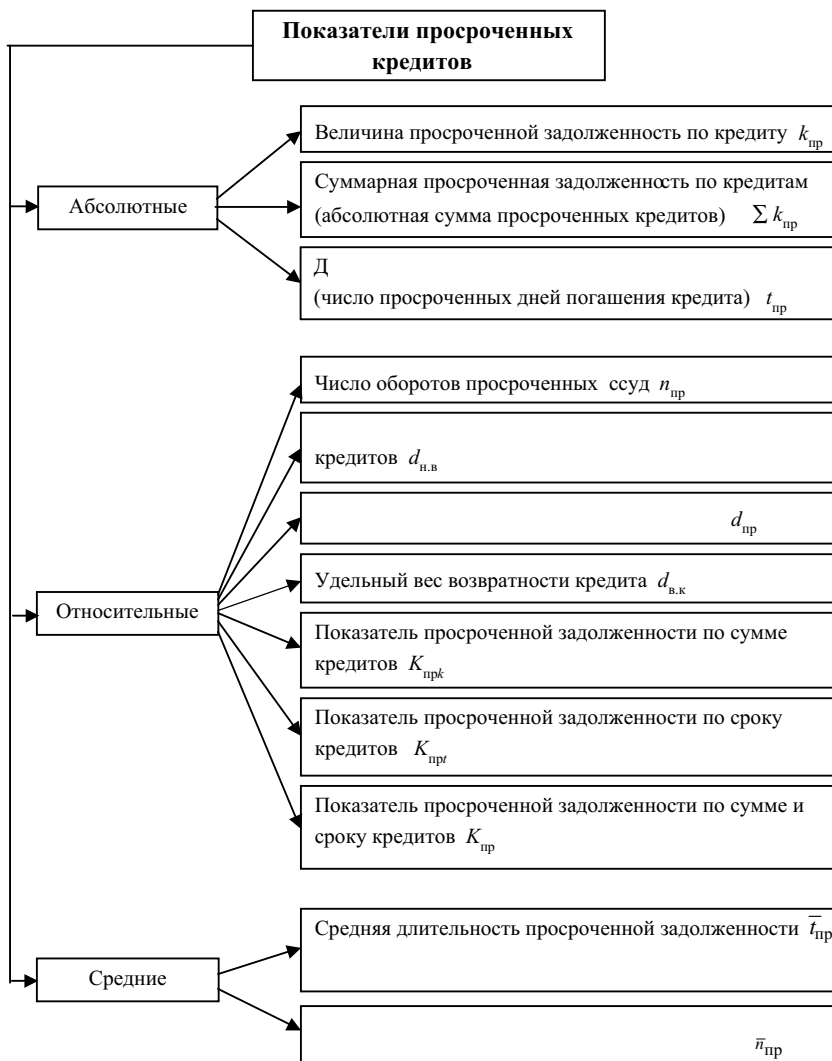 Показатели просроченных
кредитов
Величина просроченной задолженность по кредиту k_пр
Абсолютные
Суммарная просроченная задолженность по кредитам
(абсолютная сумма просроченных кредитов) ∑ k_пр
Д
(число просроченных дней погашения кредита) t_пр
Число оборотов просроченных ссуд n_пр
кредитов d_н.в
d_пр
Удельный вес возвратности кредита d_в.к
Относительные
Показатель просроченной задолженности по сумме
кредитов K_прk
Показатель просроченной задолженности по сроку
кредитов K_прt
Показатель просроченной задолженности по сумме и
сроку кредитов K_пр
Средняя длительность просроченной задолженности t̅_пр
Средние
n̅_пр